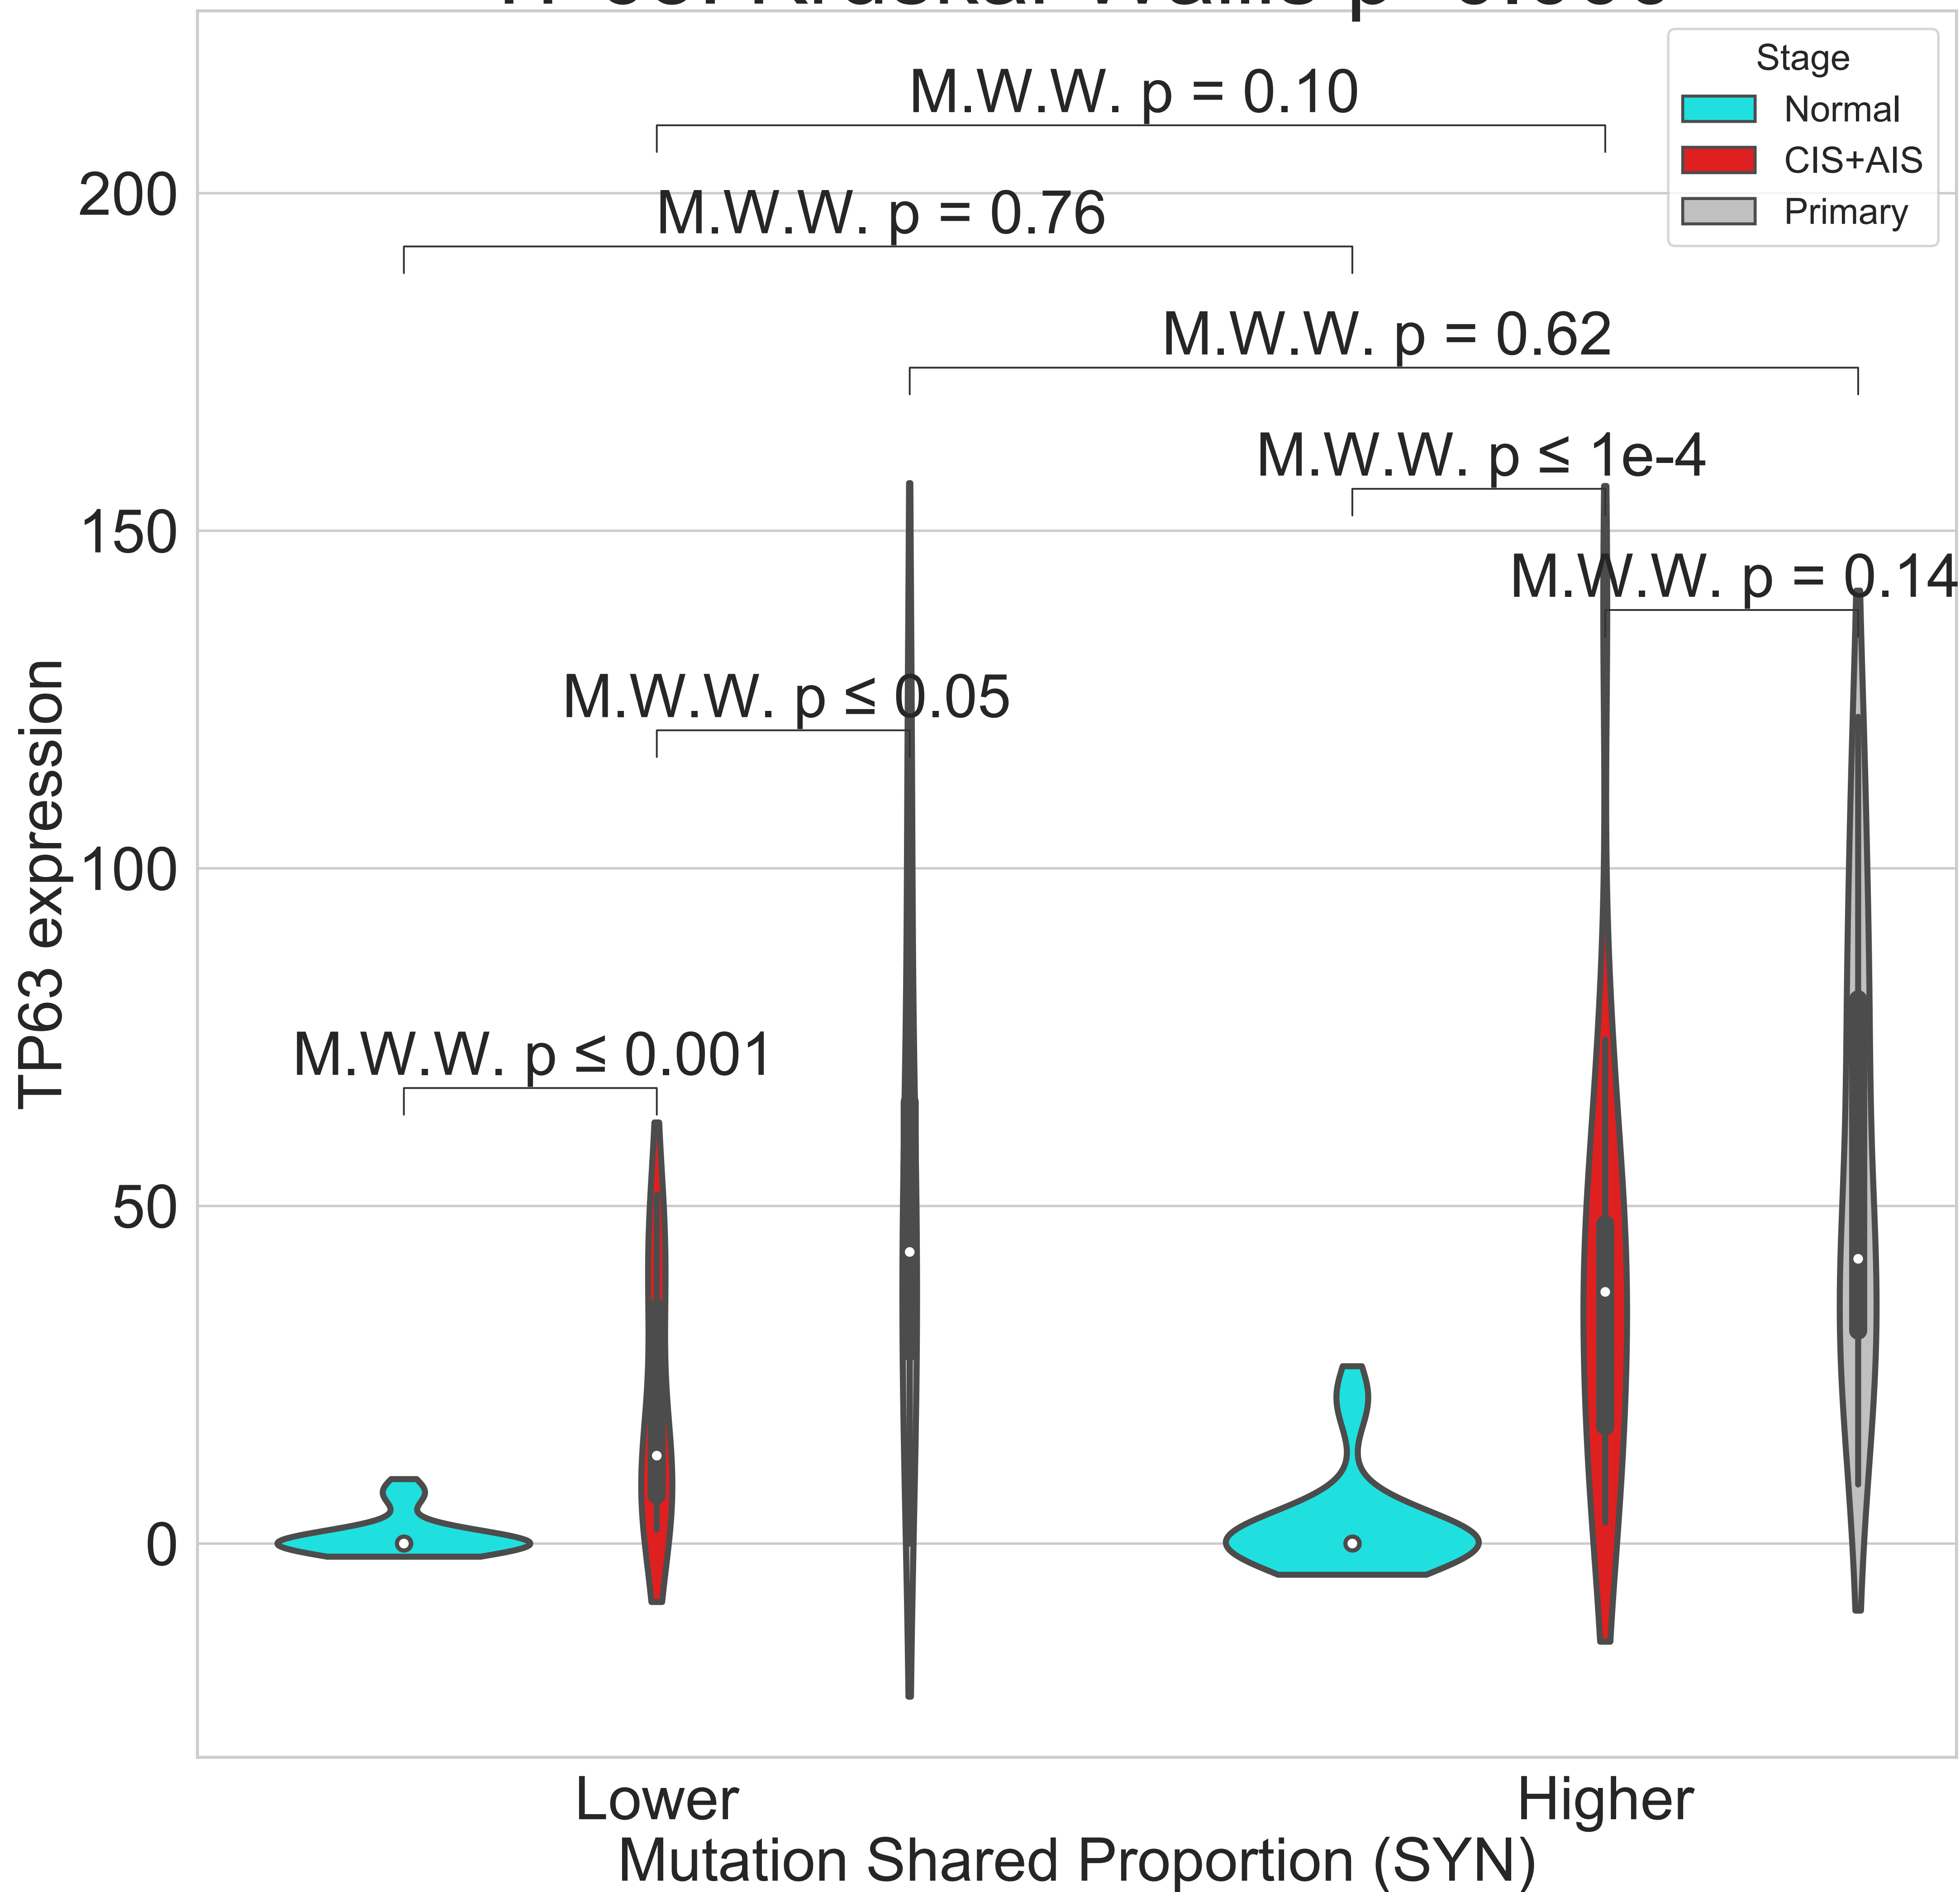 M.W.W. p = 0.10
Stage
Normal
CIS+AIS
Primary
M.W.W. p = 0.76
M.W.W. p = 0.62
M.W.W. p ≤ 1e-4
M.W.W. p = 0.14
M.W.W. p ≤ 0.05
M.W.W. p ≤ 0.001
200
150
100
50
0
TP63 expression
Lower
Higher
Mutation Shared Proportion (SYN)